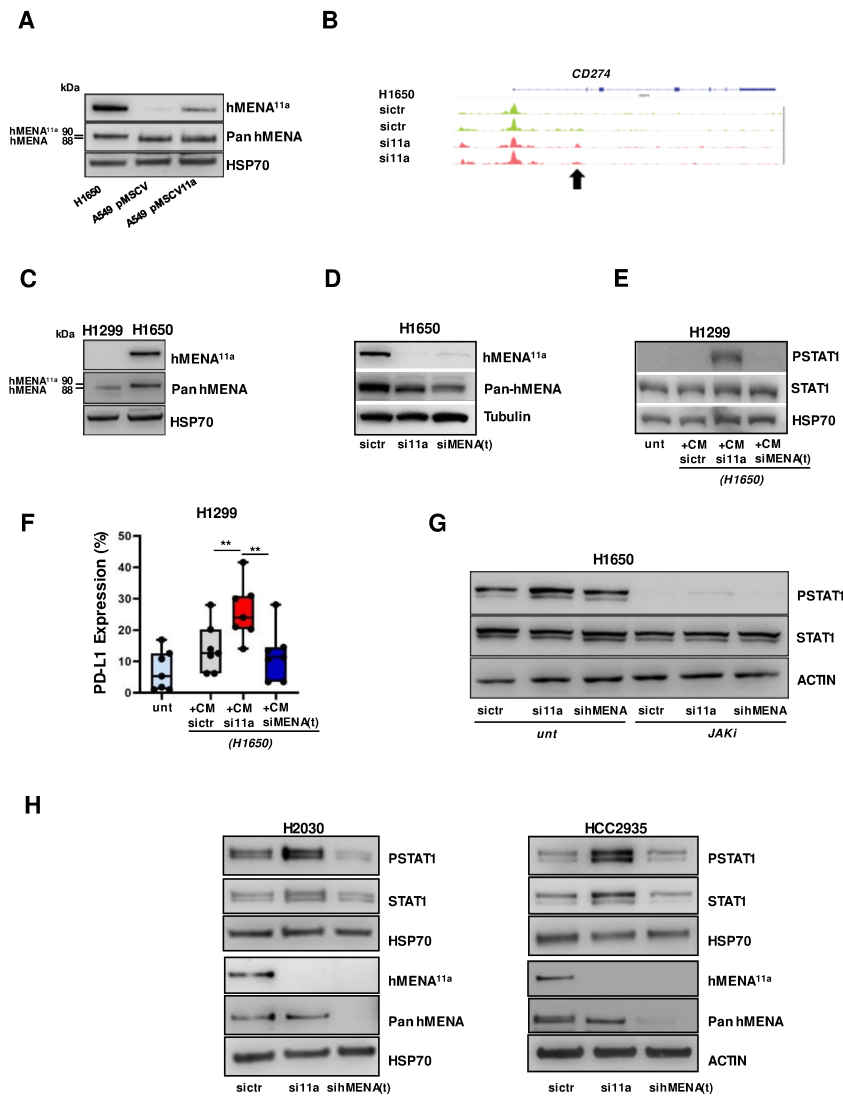 A
kDa
hMENA¹¹ᵃ
hMENA¹¹ᵃ 90
hMENA 88
Pan hMENA
HSP70
H1650
A549 pMSCV
A549 pMSCV11a
B
CD274
H1650
sictr
sictr
si11a
si11a
C
kDa
H1299 H1650
hMENA¹¹ᵃ
hMENA¹¹ᵃ 90
hMENA 88
Pan hMENA
HSP70
D
H1650
hMENA¹¹ᵃ
Pan-hMENA
Tubulin
sictr si11a siMENA(t)
E
H1299
PSTAT1
STAT1
HSP70
unt +CM +CM +CM
sictr si11a siMENA(t)
(H1650)
F
H1299
PD-L1 Expression (%)
50
40
30
20
10
0
** **
unt +CM +CM +CM
sictr si11a siMENA(t)
(H1650)
G
H1650
PSTAT1
STAT1
ACTIN
sictr si11a sihMENA sictr si11a sihMENA
unt JAKi
H
H2030
PSTAT1
STAT1
HSP70
hMENA¹¹ᵃ
Pan hMENA
HSP70
sictr si11a sihMENA(t)
HCC2935
PSTAT1
STAT1
HSP70
hMENA¹¹ᵃ
Pan hMENA
ACTIN
sictr si11a sihMENA(t)